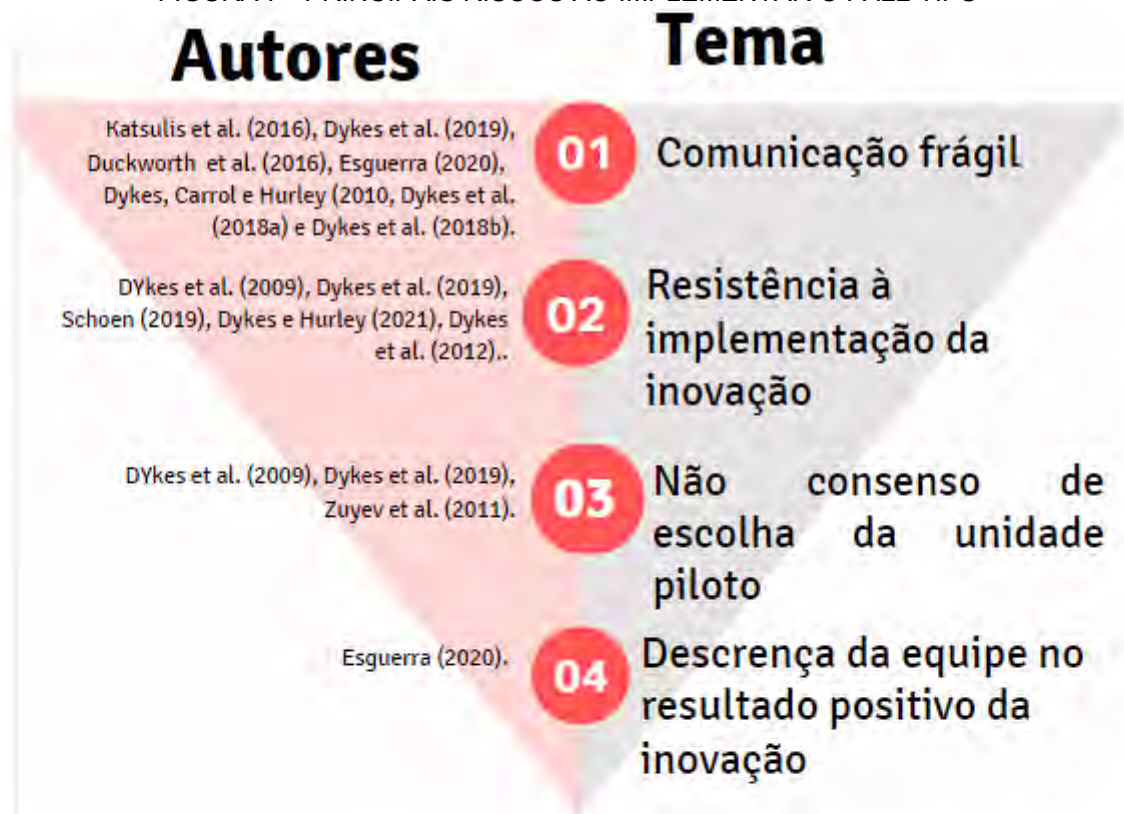 Autores
Tema
Katsulis et al. (2016), Dykes et al. (2019),
Duckworth et al. (2016), Esguerra (2020),
Dykes, Carrol e Hurley (2010, Dykes et al.
(2018a) e Dykes et al. (2018b).
01
Comunicação frágil
DYkes et al. (2009), Dykes et al. (2019),
Schoen (2019), Dykes e Hurley (2021), Dykes
et al. (2012)..
02
Resistência à
implementação da
inovação
DYkes et al. (2009), Dykes et al. (2019),
Zuyev et al. (2011).
03
Não consenso de
escolha da unidade
piloto
Esguerra (2020).
04
Descrença da equipe no
resultado positivo da
inovação